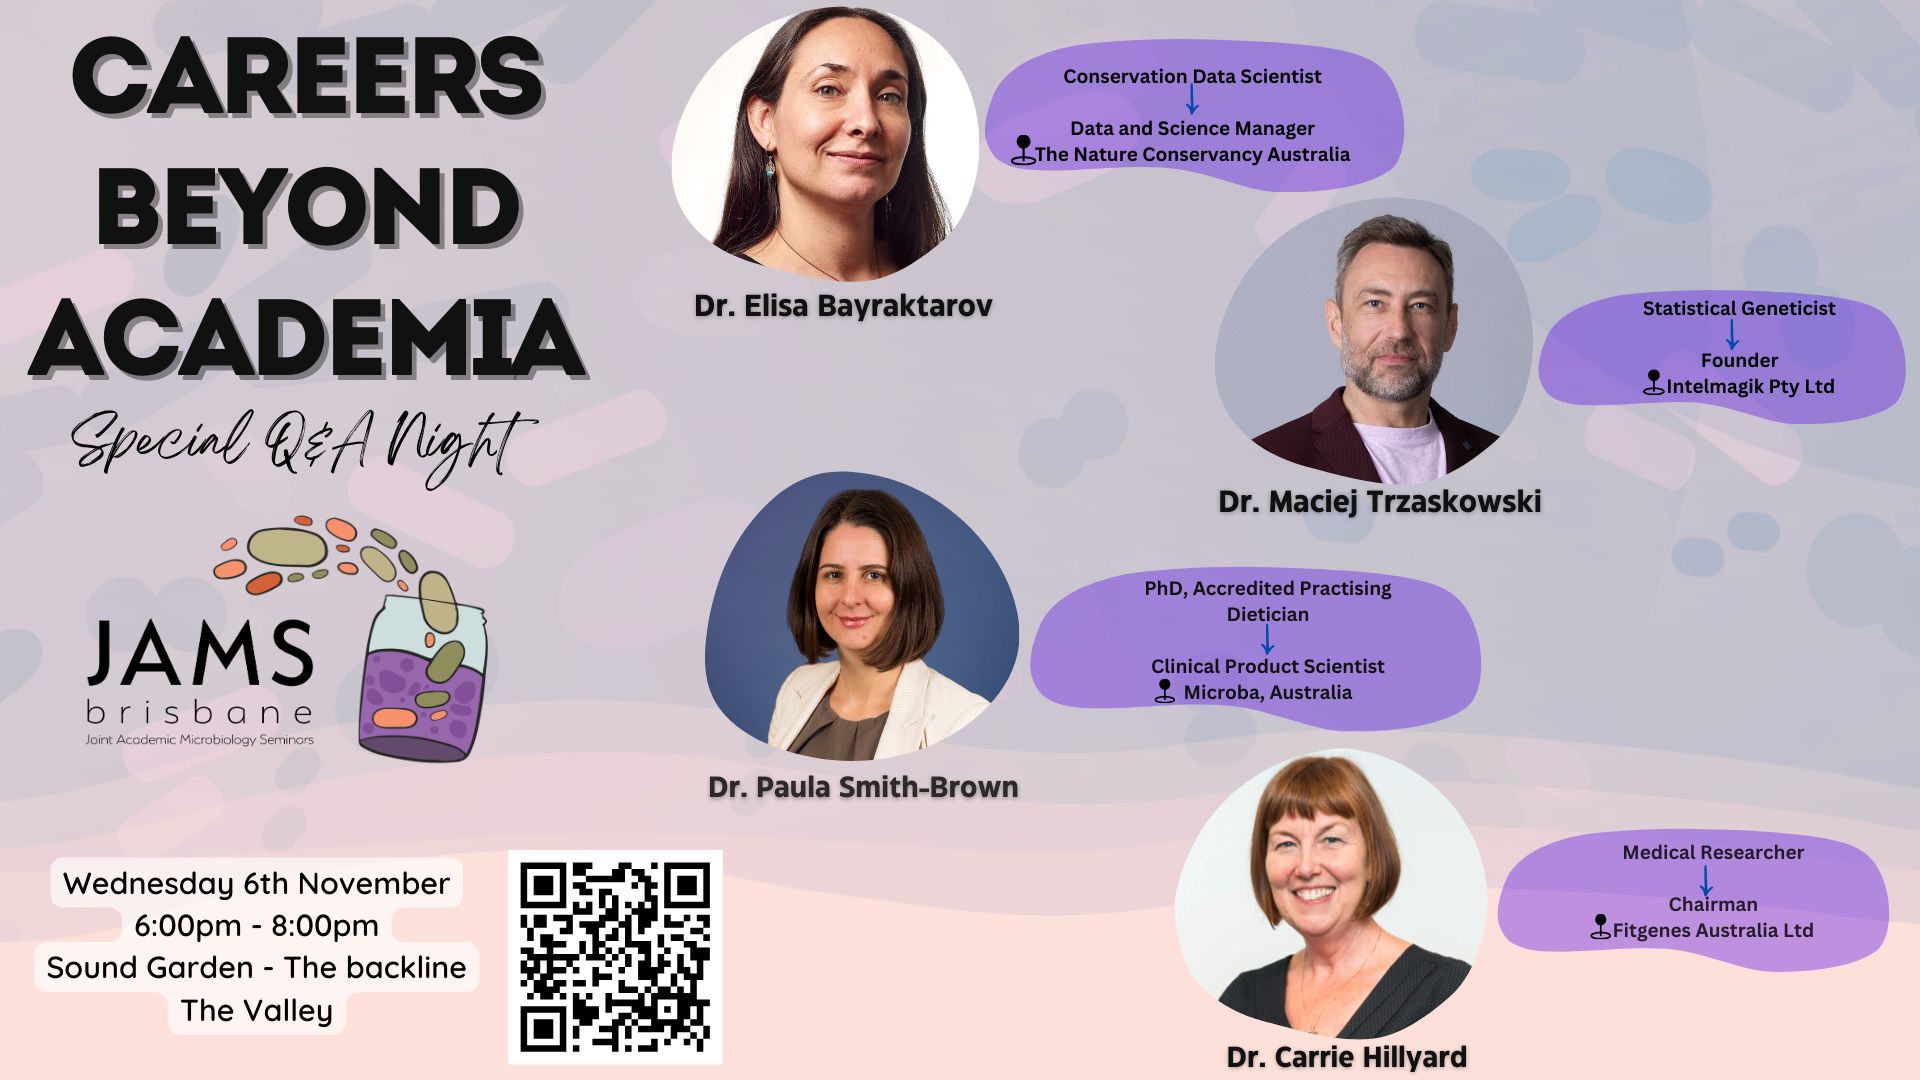 CAREERS
BEYOND
ACADEMIA
Special Q&A Night
JAMS
brisbane
Joint Academic Microbiology Seminars
Wednesday 6th November
6:00pm - 8:00pm
Sound Garden - The backline
The Valley
Conservation Data Scientist
Data and Science Manager
The Nature Conservancy Australia
Dr. Elisa Bayraktarov
Statistical Geneticist
Founder
Intelmagik Pty Ltd
Dr. Maciej Trzaskowski
PhD, Accredited Practising
Dietician
Clinical Product Scientist
Microba, Australia
Dr. Paula Smith-Brown
Medical Researcher
Chairman
Fitgenes Australia Ltd
Dr. Carrie Hillyard